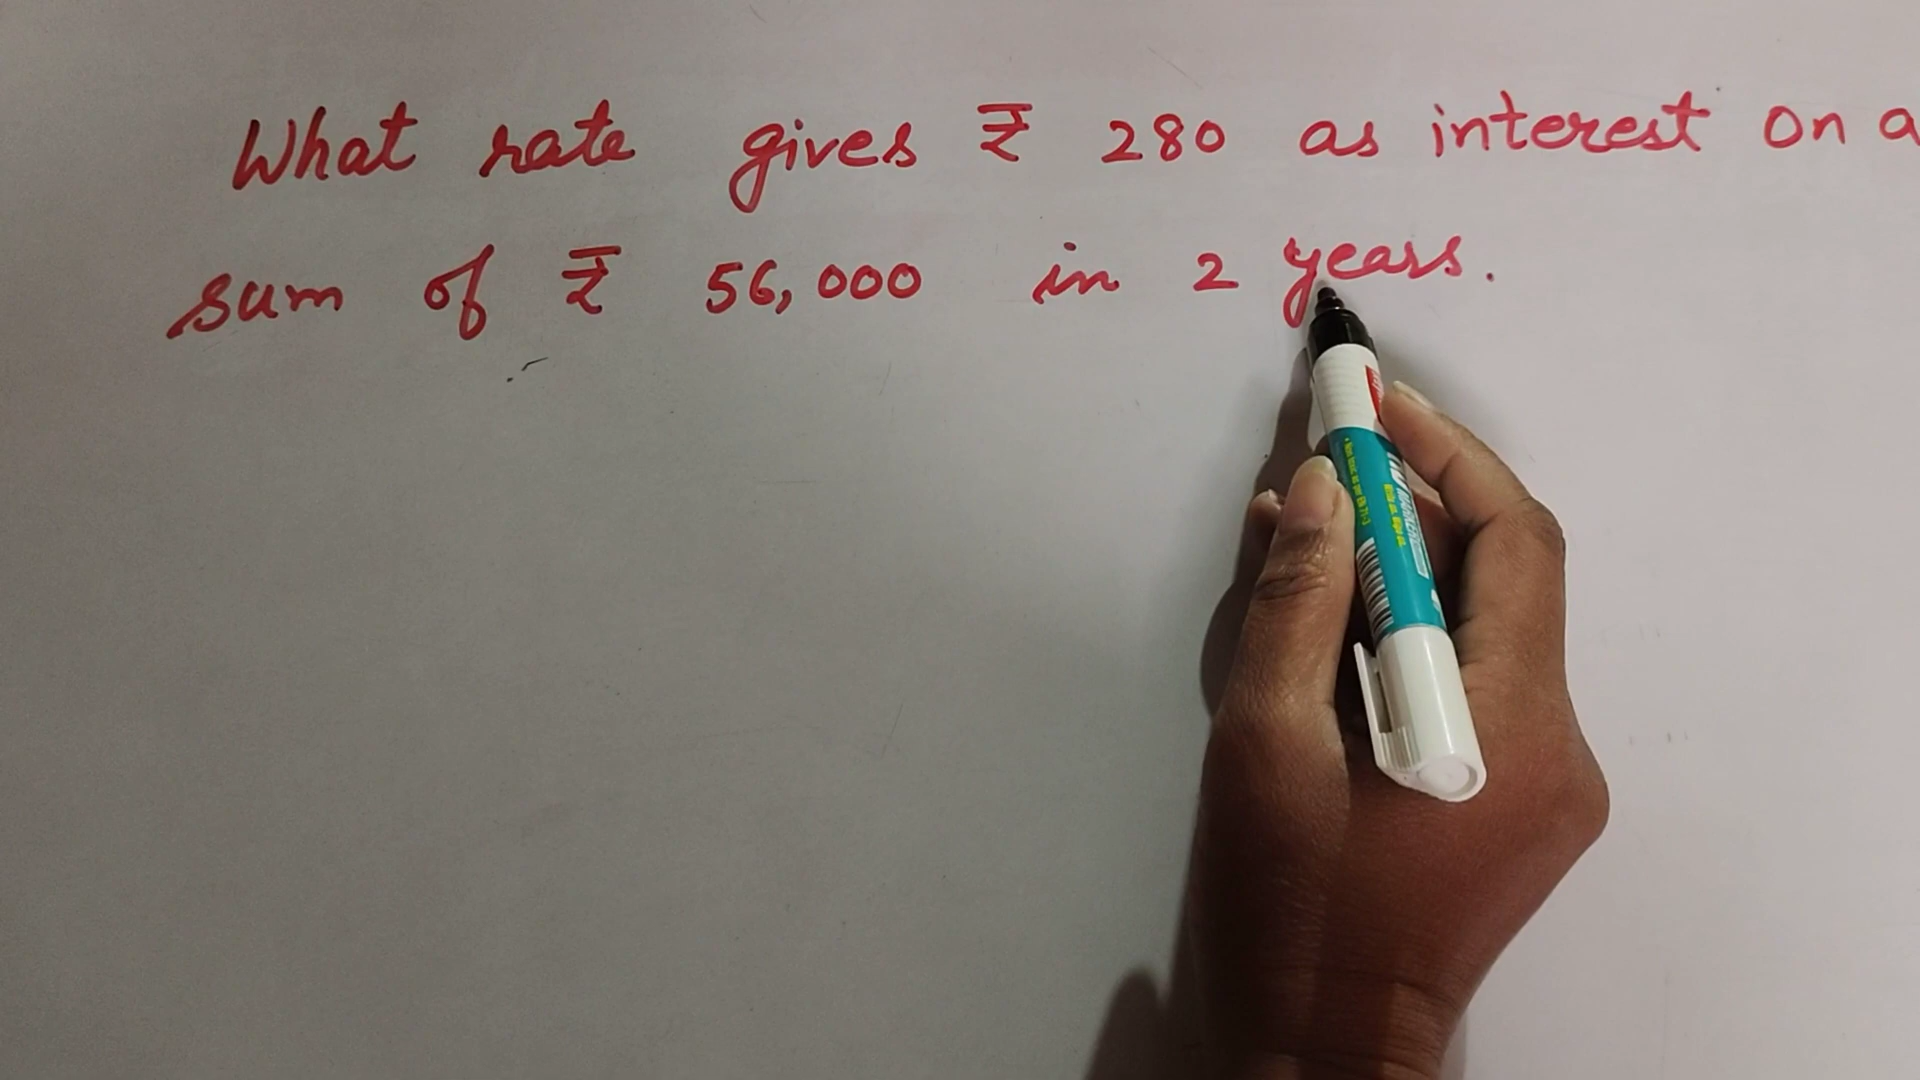 What rate gives ₹ 280 as interest on a
sum of ₹ 56,000 in 2 years.